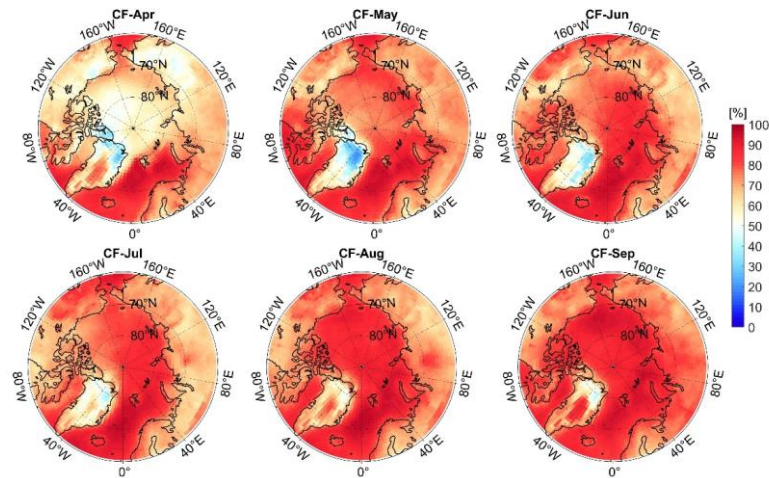 CF-Apr
160°W
160°E
120°W
70°N
120°E
80°N
80°W
80°E
40°W
40°E
0°
CF-May
160°W
160°E
120°W
70°N
120°E
80°N
80°W
80°E
40°W
40°E
0°
CF-Jun
160°W
160°E
120°W
70°N
120°E
80°N
80°W
80°E
40°W
40°E
0°
[%]
100
90
80
70
60
50
40
30
20
10
0
CF-Jul
160°W
160°E
120°W
70°N
120°E
80°N
80°W
80°E
40°W
40°E
0°
CF-Aug
160°W
160°E
120°W
70°N
120°E
80°N
80°W
80°E
40°W
40°E
0°
CF-Sep
160°W
160°E
120°W
70°N
120°E
80°N
80°W
80°E
40°W
40°E
0°